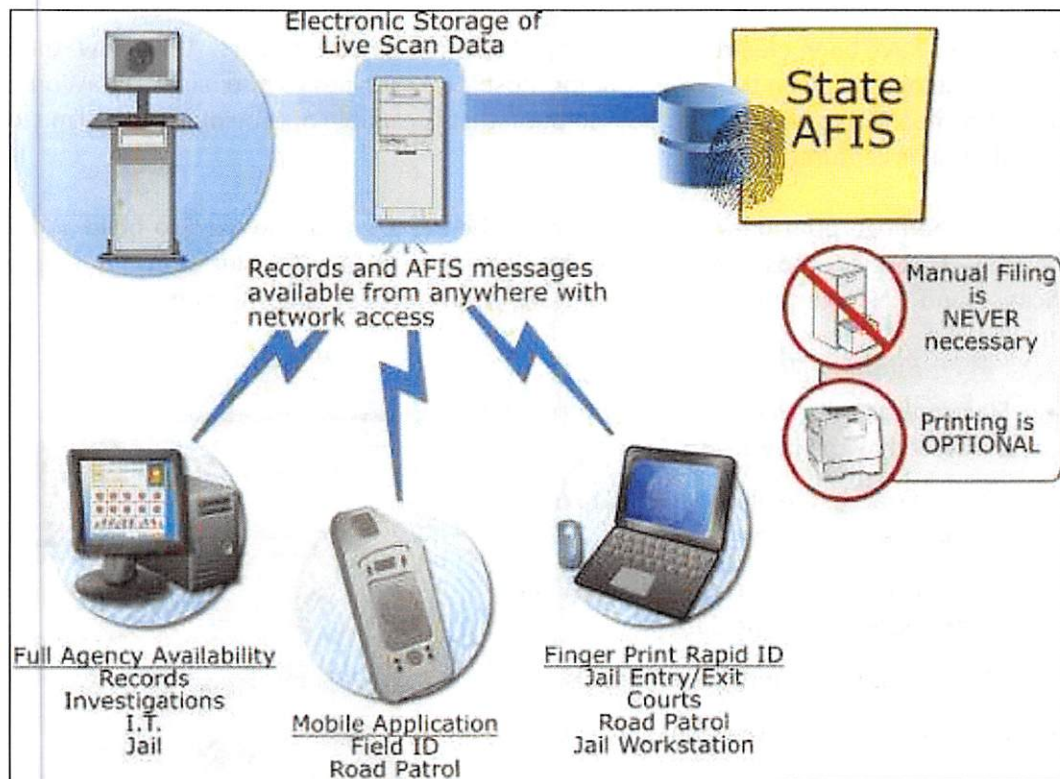 Electronic Storage of
Live Scan Data
State
AFIS
Records and AFIS messages
available from anywhere with
network access
Manual Filing
is
NEVER
necessary
Printing is
OPTIONAL
Full Agency Availability
Records
Investigations
I.T.
Jail
Mobile Application
Field ID
Road Patrol
Finger Print Rapid ID
Jail Entry/Exit
Courts
Road Patrol
Jail Workstation